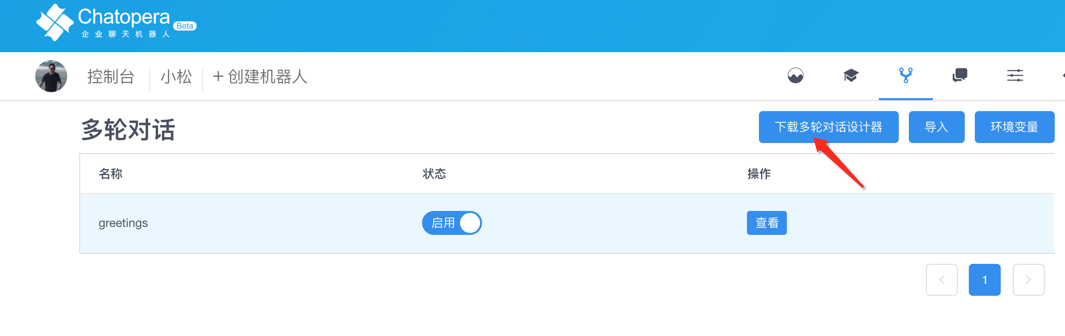 Chatopera Beta
企业聊天机器人
控制台 小松 + 创建机器人
多轮对话 下载多轮对话设计器 导入 环境变量
名称 状态 操作
greetings 启用 查看
1